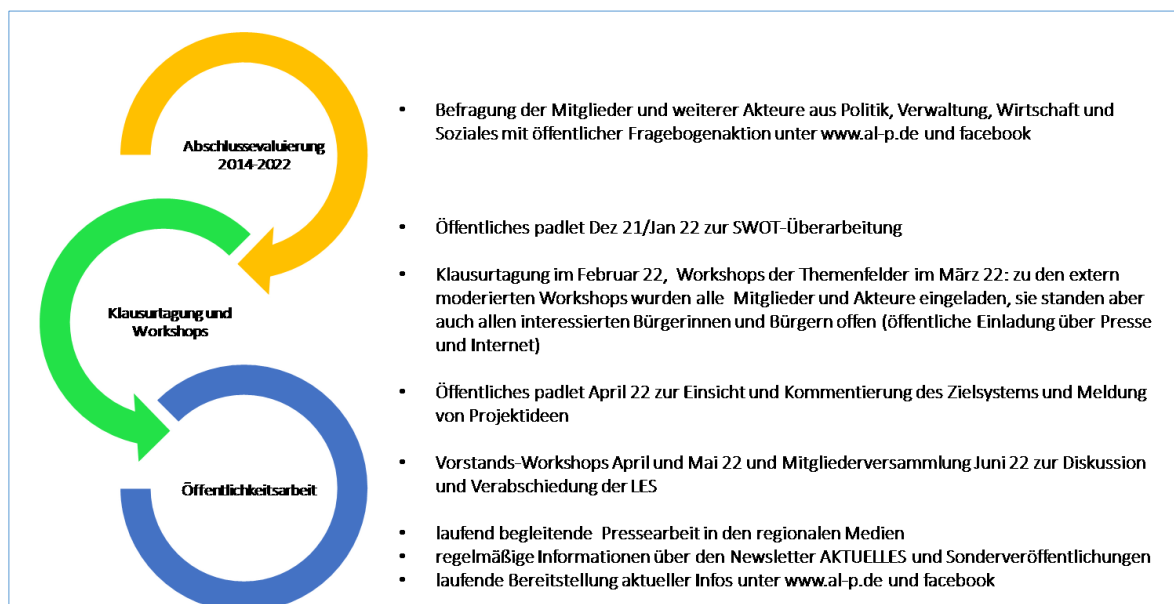 Abschlussevaluierung
2014-2022
• Befragung der Mitglieder und weiterer Akteure aus Politik, Verwaltung, Wirtschaft und
Soziales mit öffentlicher Fragebogenaktion unter www.al-p.de und facebook
• Öffentliches padlet Dez 21/Jan 22 zur SWOT-Überarbeitung
Klausurtagung und
Workshops
• Klausurtagung im Februar 22, Workshops der Themenfelder im März 22: zu den extern
moderierten Workshops wurden alle Mitglieder und Akteure eingeladen, sie standen aber
auch allen interessierten Bürgerinnen und Bürgern offen (öffentliche Einladung über Presse
und Internet)
• Öffentliches padlet April 22 zur Einsicht und Kommentierung des Zielsystems und Meldung
von Projektideen
• Vorstands-Workshops April und Mai 22 und Mitgliederversammlung Juni 22 zur Diskussion
und Verabschiedung der LES
Öffentlichkeitsarbeit
• laufend begleitende Pressearbeit in den regionalen Medien
• regelmäßige Informationen über den Newsletter AKTUELLES und Sonderveröffentlichungen
• laufende Bereitstellung aktueller Infos unter www.al-p.de und facebook